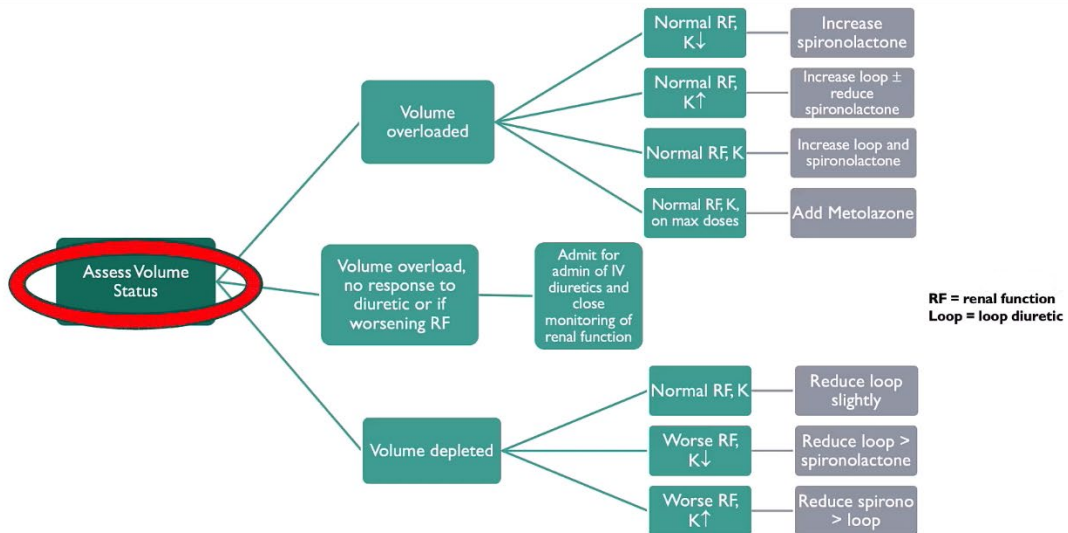 Assess Volume
Status
Volume
overloaded
Normal RF,
K↓
Increase
spironolactone
Normal RF,
K↑
Increase loop ±
reduce
spironolactone
Normal RF, K
Increase loop and
spironolactone
Normal RF, K,
on max doses
Add Metolazone
Volume overload,
no response to
diuretic or if
worsening RF
Admit for
admin of IV
diuretics and
close
monitoring of
renal function
Volume depleted
Normal RF, K
Reduce loop
slightly
Worse RF,
K↓
Reduce loop >
spironolactone
Worse RF,
K↑
Reduce spirono
> loop
RF = renal function
Loop = loop diuretic